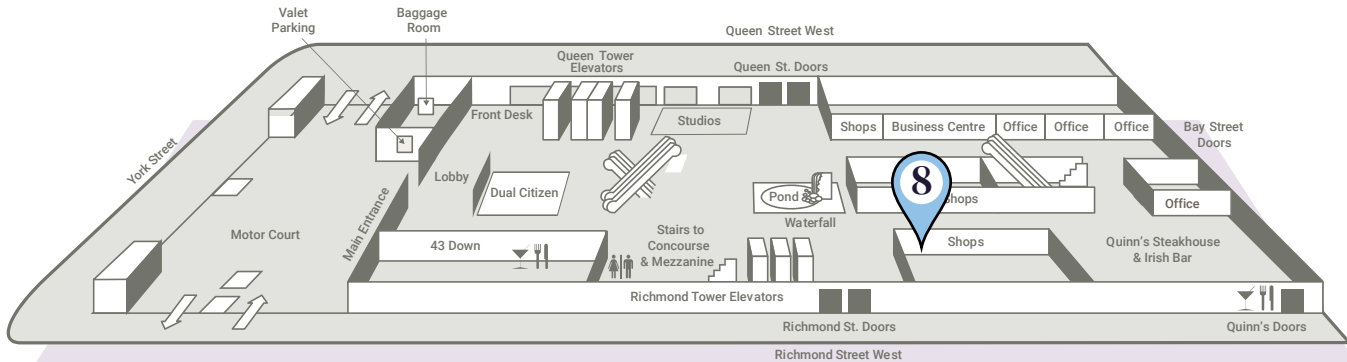 Valet
Parking
Baggage
Room
Queen Street West
Queen Tower
Elevators
Queen St. Doors
Front Desk
Studios
Shops
Business Centre
Office
Office
Office
Bay Street
Doors
York Street
Lobby
Dual Citizen
8
Pond &
Waterfall
Shops
Office
Main Entrance
Motor Court
43 Down
Stairs to
Concourse
& Mezzanine
Shops
Quinn's Steakhouse
& Irish Bar
Richmond Tower Elevators
Richmond St. Doors
Quinn's Doors
Richmond Street West